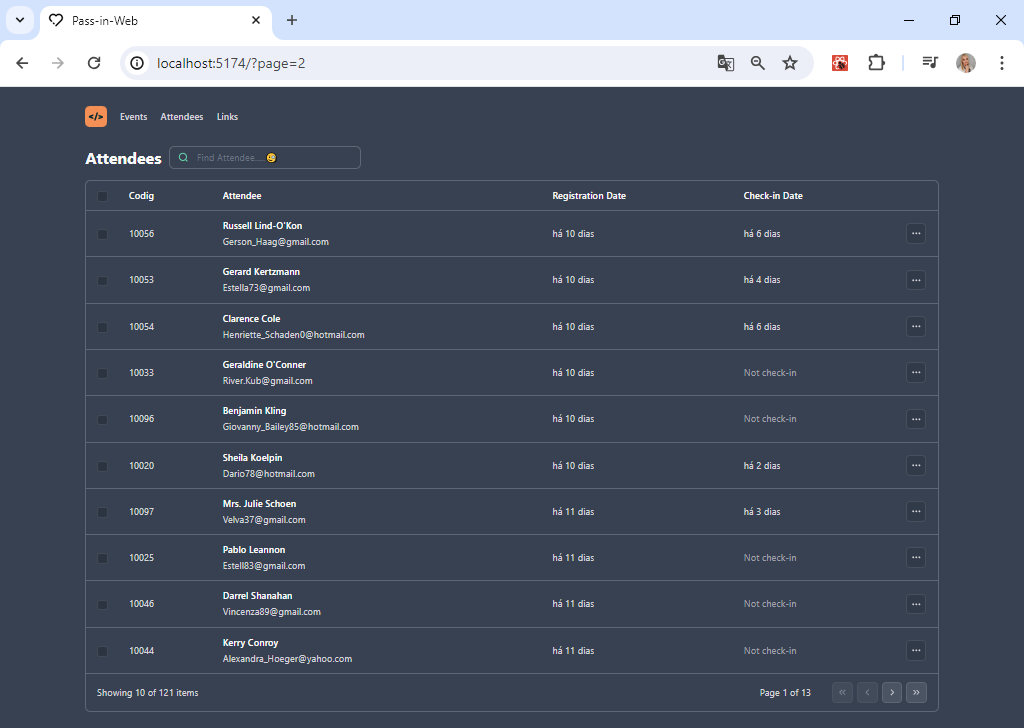 Pass-in-Web
localhost:5174/?page=2
</> Events Attendees Links
Attendees Find Attendee....😥
Codig Attendee Registration Date Check-in Date
Russell Lind-O'Kon
10056 há 10 dias há 6 dias ...
Gerson_Haag@gmail.com
Gerard Kertzmann
10053 há 10 dias há 4 dias ...
Estella73@gmail.com
Clarence Cole
10054 há 10 dias há 6 dias ...
Henriette_Schaden0@hotmail.com
Geraldine O'Conner
10033 há 10 dias Not check-in ...
River.Kub@gmail.com
Benjamin Kling
10096 há 10 dias Not check-in ...
Giovanny_Bailey85@hotmail.com
Sheila Koelpin
10020 há 10 dias há 2 dias ...
Dario78@hotmail.com
Mrs. Julie Schoen
10097 há 11 dias há 3 dias ...
Velva37@gmail.com
Pablo Leannon
10025 há 11 dias Not check-in ...
Estell83@gmail.com
Darrel Shanahan
10046 há 11 dias Not check-in ...
Vincenza89@gmail.com
Kerry Conroy
10044 há 11 dias Not check-in ...
Alexandra_Hoeger@yahoo.com
Showing 10 of 121 items Page 1 of 13 « ‹ › »